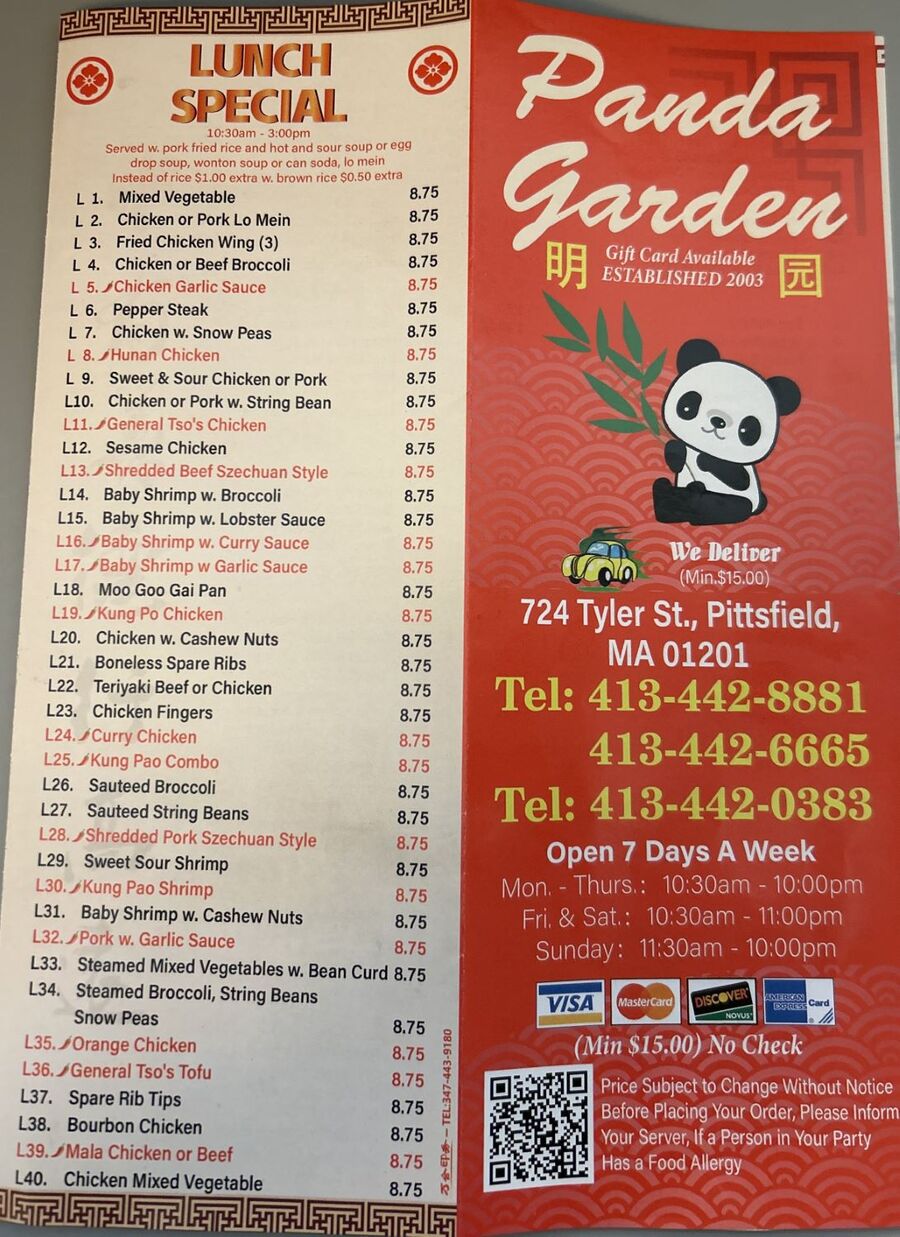 LUNCH
SPECIAL
10:30am - 3:00pm
Served w. pork fried rice and hot and sour soup or egg
drop soup, wonton soup or can soda, lo mein
Instead of rice $1.00 extra w. brown rice $0.50 extra
L 1. Mixed Vegetable 8.75
L 2. Chicken or Pork Lo Mein 8.75
L 3. Fried Chicken Wing (3) 8.75
L 4. Chicken or Beef Broccoli 8.75
L 5. Chicken Garlic Sauce 8.75
L 6. Pepper Steak 8.75
L 7. Chicken w. Snow Peas 8.75
L 8. Hunan Chicken 8.75
L 9. Sweet & Sour Chicken or Pork 8.75
L10. Chicken or Pork w. String Bean 8.75
L11. General Tso's Chicken 8.75
L12. Sesame Chicken 8.75
L13. Shredded Beef Szechuan Style 8.75
L14. Baby Shrimp w. Broccoli 8.75
L15. Baby Shrimp w. Lobster Sauce 8.75
L16. Baby Shrimp w. Curry Sauce 8.75
L17. Baby Shrimp w Garlic Sauce 8.75
L18. Moo Goo Gai Pan 8.75
L19. Kung Po Chicken 8.75
L20. Chicken w. Cashew Nuts 8.75
L21. Boneless Spare Ribs 8.75
L22. Teriyaki Beef or Chicken 8.75
L23. Chicken Fingers 8.75
L24. Curry Chicken 8.75
L25. Kung Pao Combo 8.75
L26. Sauteed Broccoli 8.75
L27. Sauteed String Beans 8.75
L28. Shredded Pork Szechuan Style 8.75
L29. Sweet Sour Shrimp 8.75
L30. Kung Pao Shrimp 8.75
L31. Baby Shrimp w. Cashew Nuts 8.75
L32. Pork w. Garlic Sauce 8.75
L33. Steamed Mixed Vegetables w. Bean Curd 8.75
L34. Steamed Broccoli, String Beans
Snow Peas 8.75
L35. Orange Chicken 8.75
L36. General Tso's Tofu 8.75
L37. Spare Rib Tips 8.75
L38. Bourbon Chicken 8.75
L39. Mala Chicken or Beef 8.75
L40. Chicken Mixed Vegetable 8.75
TEL:347-443-9180
Panda
Garden
明 园
Gift Card Available
ESTABLISHED 2003
We Deliver
(Min.$15.00)
724 Tyler St., Pittsfield,
MA 01201
Tel: 413-442-8881
413-442-6665
Tel: 413-442-0383
Open 7 Days A Week
Mon. - Thurs.: 10:30am - 10:00pm
Fri. & Sat.: 10:30am - 11:00pm
Sunday: 11:30am - 10:00pm
VISA MasterCard DISCOVER NOVUS AMERICAN EXPRESS Card
(Min $15.00) No Check
Price Subject to Change Without Notice
Before Placing Your Order, Please Inform
Your Server, If a Person in Your Party
Has a Food Allergy